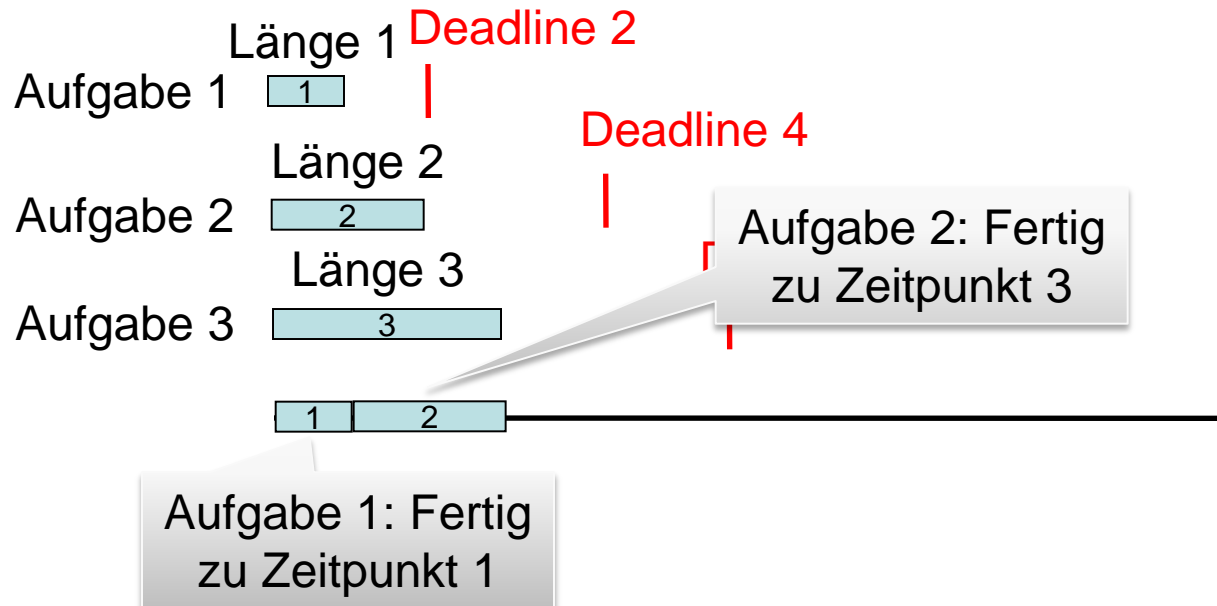 Länge 1
Deadline 2
Aufgabe 1
1
Deadline 4
Länge 2
Aufgabe 2
2
Länge 3
Aufgabe 3
3
Aufgabe 2: Fertig
zu Zeitpunkt 3
1
2
Aufgabe 1: Fertig
zu Zeitpunkt 1